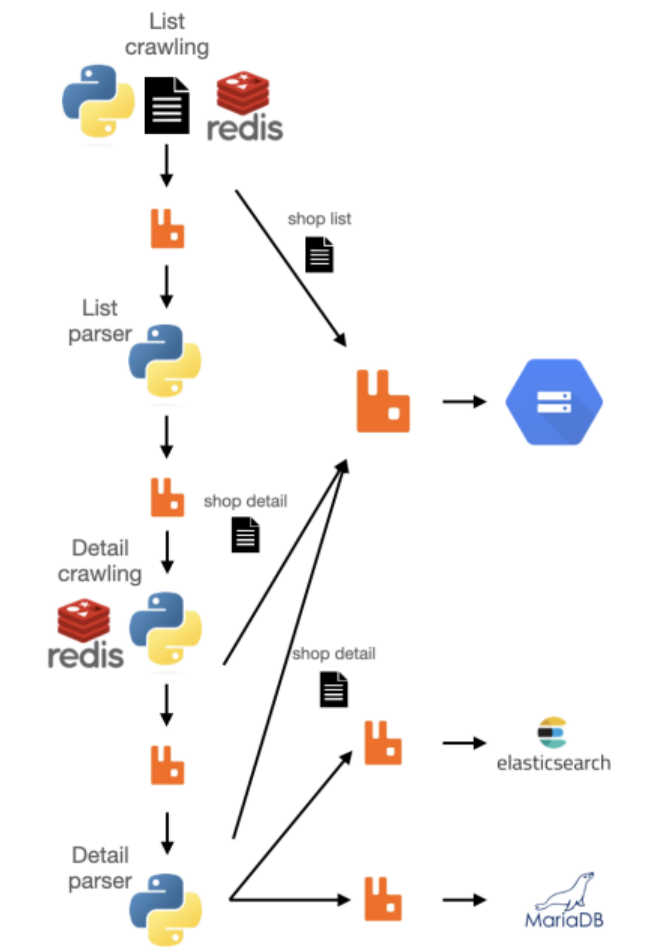 List
crawling
redis
shop list
List
parser
shop detail
Detail
crawling
redis
shop detail
elasticsearch
Detail
parser
MariaDB